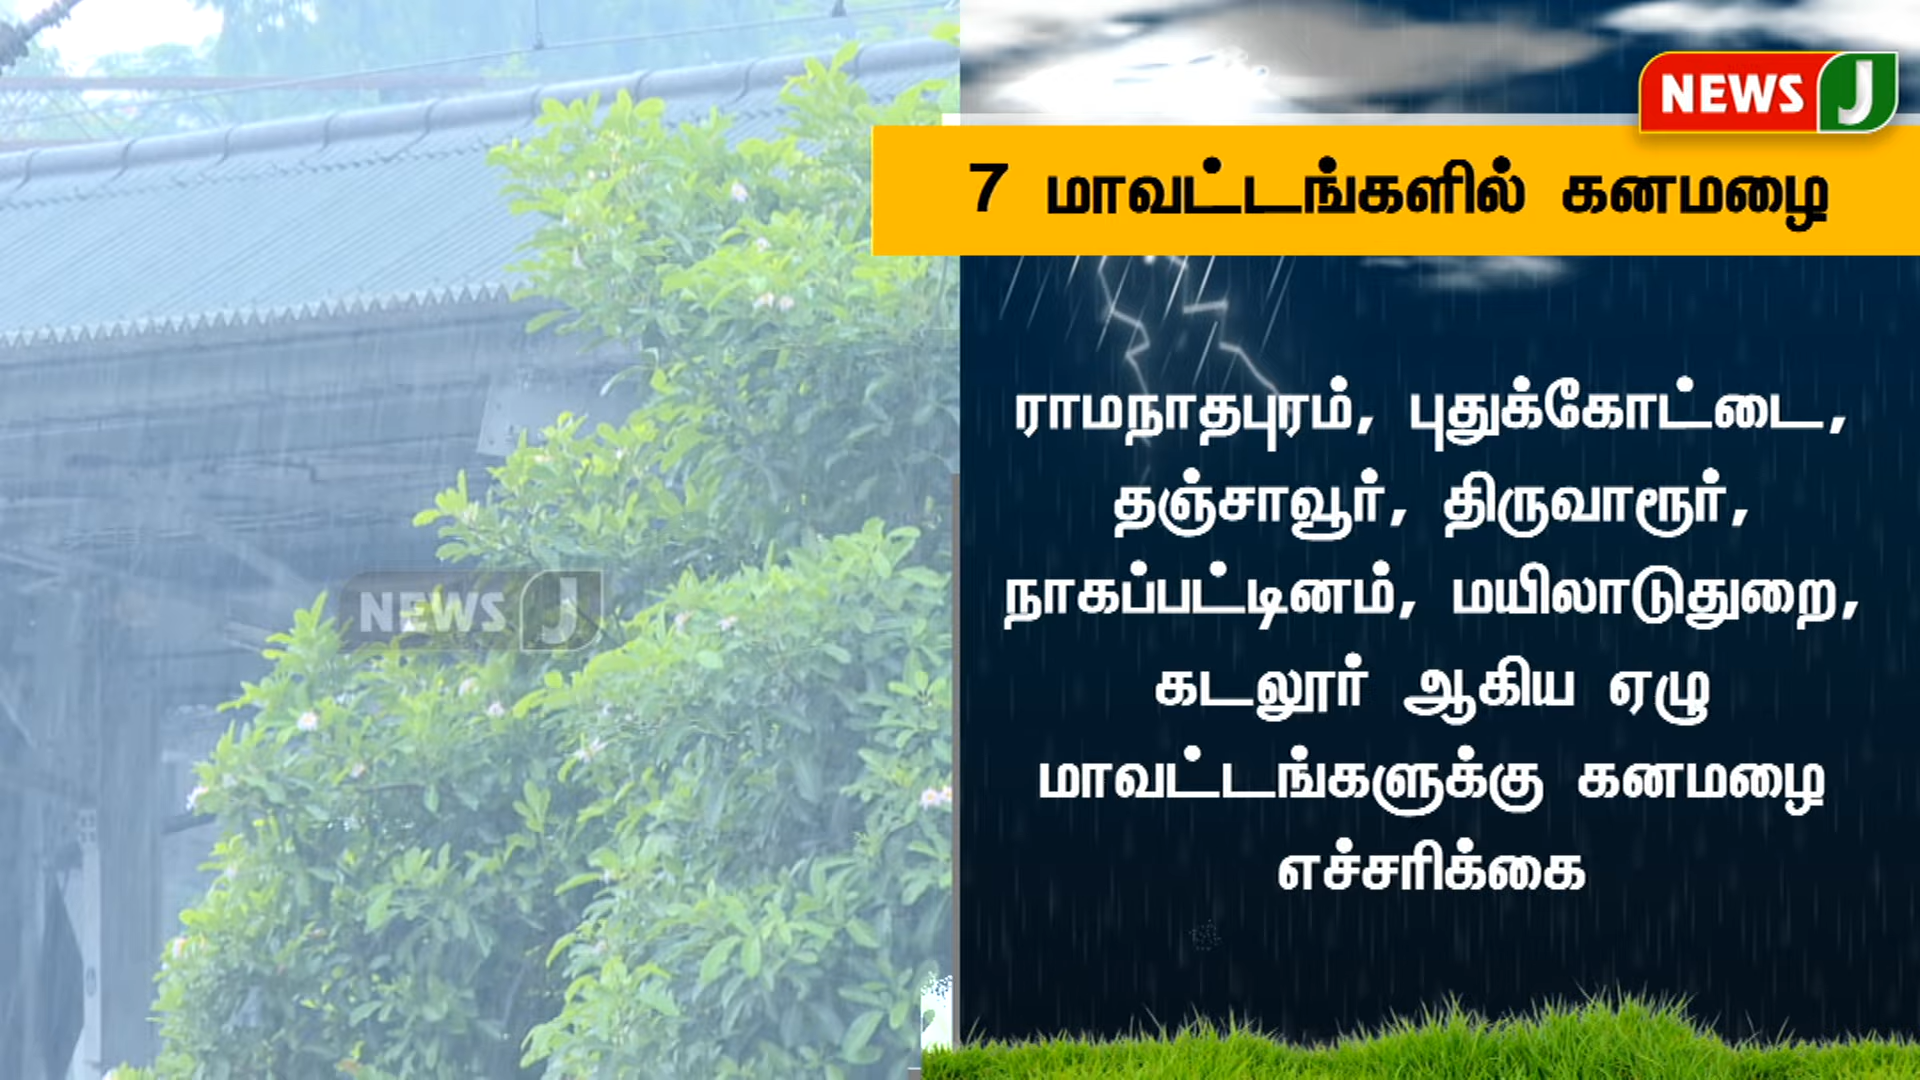 NEWS J
7 மாவட்டங்களில் கனமழை
ராமநாதபுரம், புதுக்கோட்டை,
தஞ்சாவூர், திருவாரூர்,
நாகப்பட்டினம், மயிலாடுதுறை,
கடலூர் ஆகிய ஏழு
மாவட்டங்களுக்கு கனமழை
எச்சரிக்கை
NEWS J